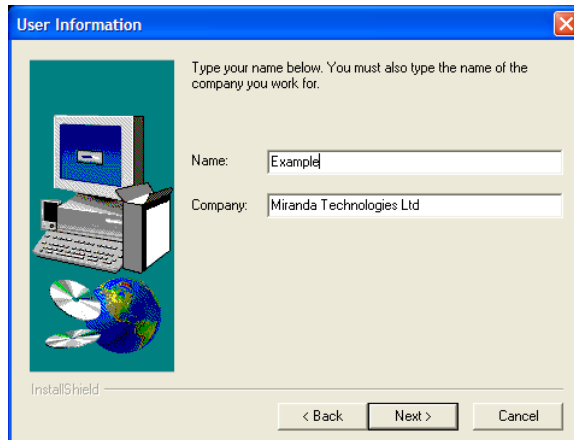 User Information
Type your name below. You must also type the name of the
company you work for.
Name: Example
Company: Miranda Technologies Ltd
InstallShield
< Back Next > Cancel